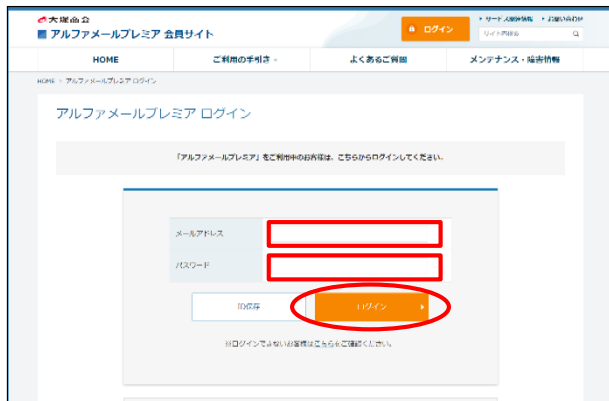 大塚商会
アルファメールプレミア 会員サイト
ログイン
サービス稼働情報 お問い合わせ
サイト内検索
HOME ご利用の手引き よくあるご質問 メンテナンス・障害情報
HOME > アルファメールプレミア ログイン
アルファメールプレミア ログイン
「アルファメールプレミア」をご利用中のお客様は、こちらからログインしてください。
メールアドレス
パスワード
ID保存 ログイン
※ログインできないお客様はこちらをご確認ください。